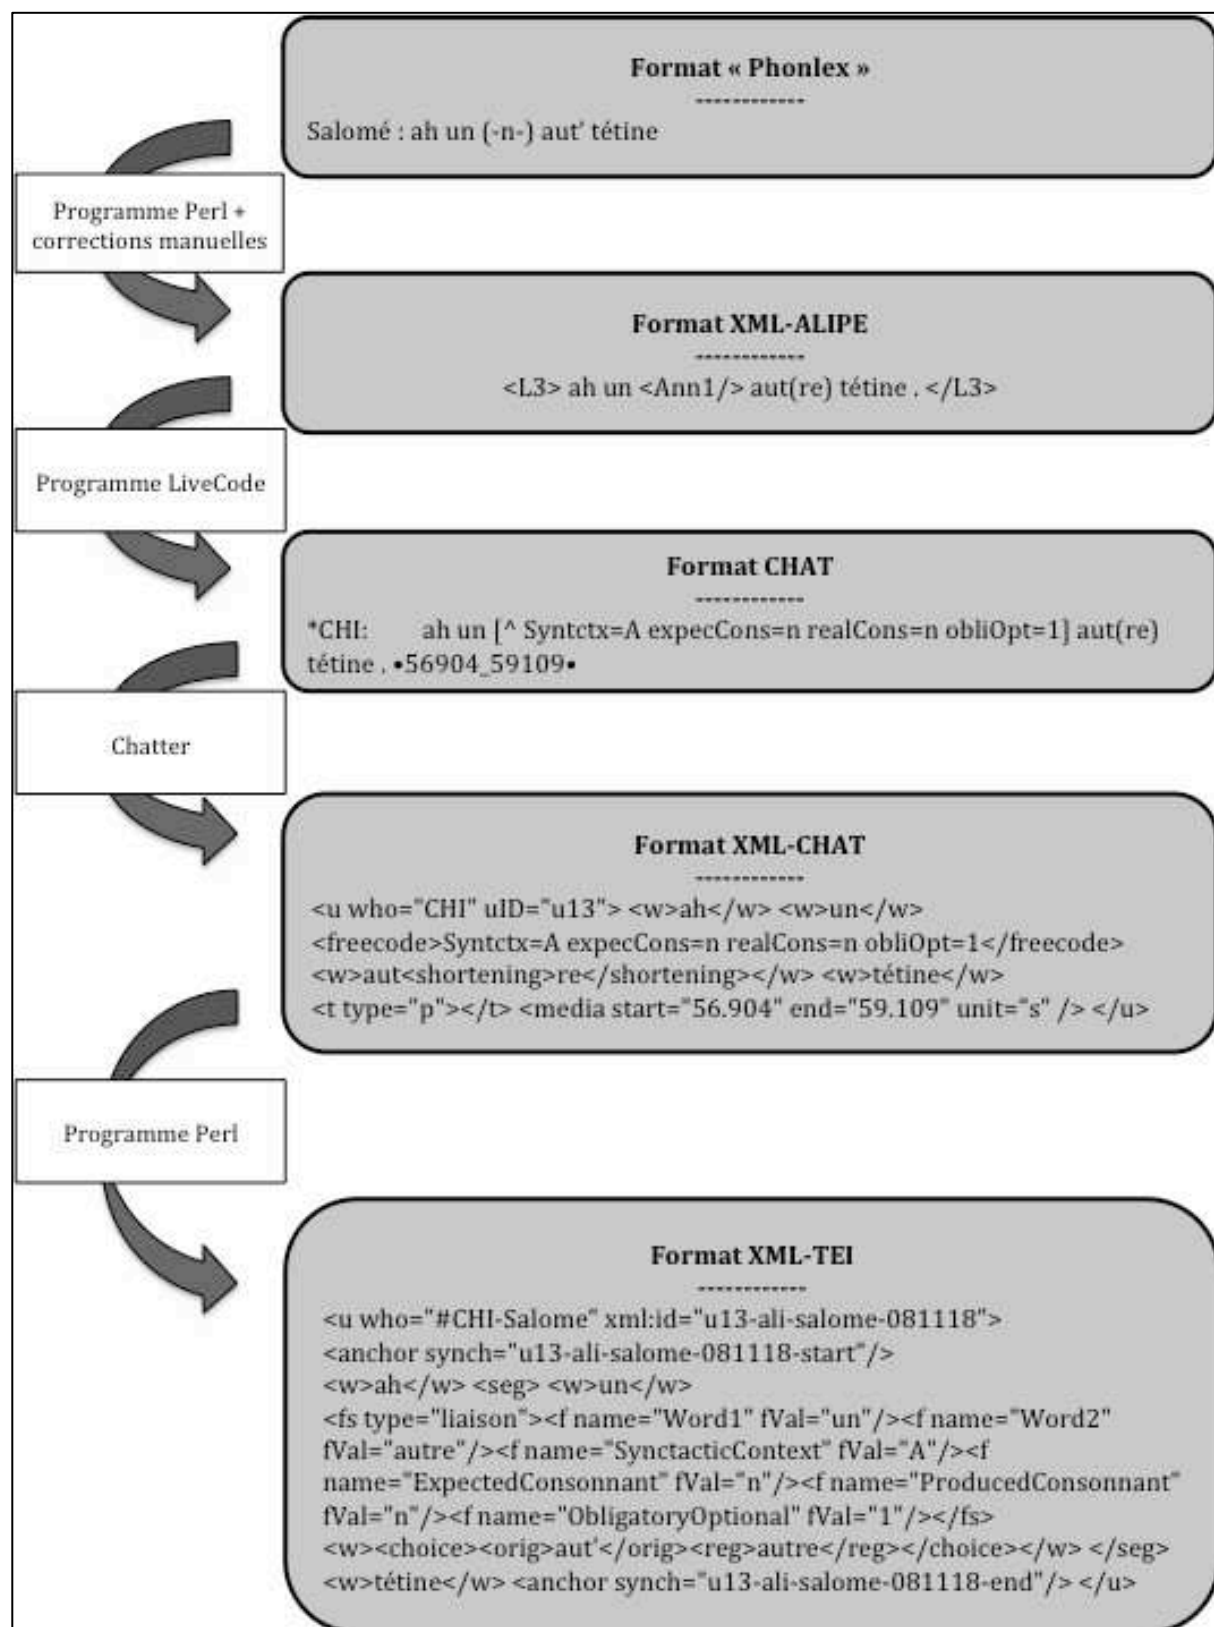 Format « Phonlex »
------------
Salomé : ah un (-n-) aut' tétine
Programme Perl +
corrections manuelles
Format XML-ALIPE
------------
<L3> ah un <Ann1/> aut(re) tétine . </L3>
Programme LiveCode
Format CHAT
------------
*CHI: ah un [^ Syntctx=A expecCons=n realCons=n obliOpt=1] aut(re)
tétine . •56904_59109•
Chatter
Format XML-CHAT
------------
<u who="CHI" uID="u13"> <w>ah</w> <w>un</w>
<freecode>Syntctx=A expecCons=n realCons=n obliOpt=1</freecode>
<w>aut<shortening>re</shortening></w> <w>tétine</w>
<t type="p"></t> <media start="56.904" end="59.109" unit="s" /> </u>
Programme Perl
Format XML-TEI
------------
<u who="#CHI-Salome" xml:id="u13-ali-salome-081118">
<anchor synch="u13-ali-salome-081118-start"/>
<w>ah</w> <seg> <w>un</w>
<fs type="liaison"><f name="Word1" fVal="un"/><f name="Word2"
fVal="autre"/><f name="SynctacticContext" fVal="A"/><f
name="ExpectedConsonnant" fVal="n"/><f name="ProducedConsonnant"
fVal="n"/><f name="ObligatoryOptional" fVal="1"/></fs>
<w><choice><orig>aut'</orig><reg>autre</reg></choice></w> </seg>
<w>tétine</w> <anchor synch="u13-ali-salome-081118-end"/> </u>